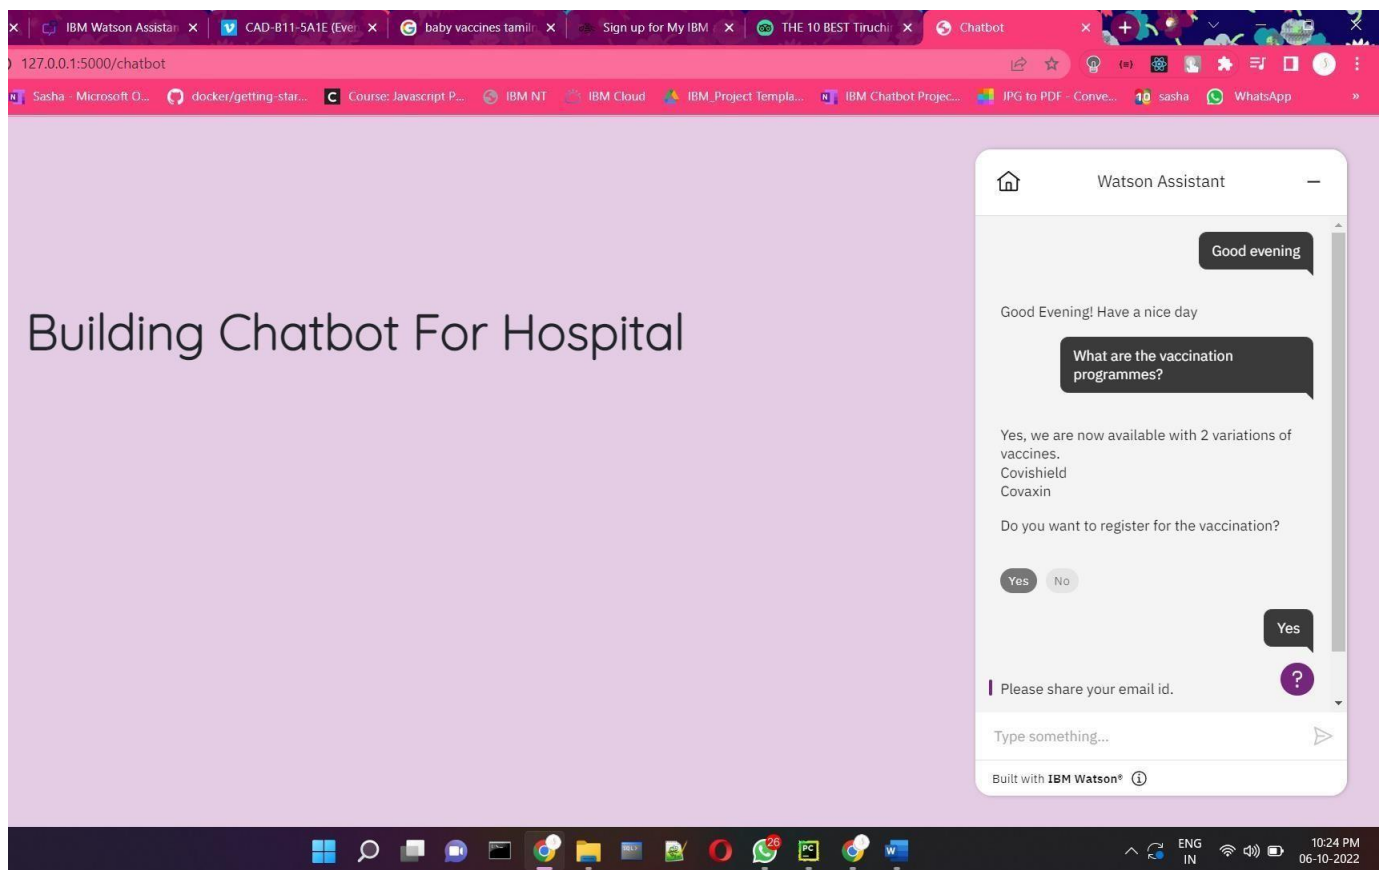 IBM Watson Assistan
CAD-B11-5A1E (Eve
baby vaccines tamiln
Sign up for My IBM
THE 10 BEST Tiruchi
Chatbot
127.0.0.1:5000/chatbot
Sasha - Microsoft O...
docker/getting-star...
Course: Javascript P...
IBM NT
IBM Cloud
IBM_Project Templa...
IBM Chatbot Projec...
JPG to PDF - Conve...
sasha
WhatsApp
»
Building Chatbot For Hospital
Watson Assistant
Good evening
Good Evening! Have a nice day
What are the vaccination
programmes?
Yes, we are now available with 2 variations of
vaccines.
Covishield
Covaxin
Do you want to register for the vaccination?
Yes No
Yes
?
Please share your email id.
Type something...
Built with IBM Watson®
26
PC
ENG
IN
10:24 PM
06-10-2022